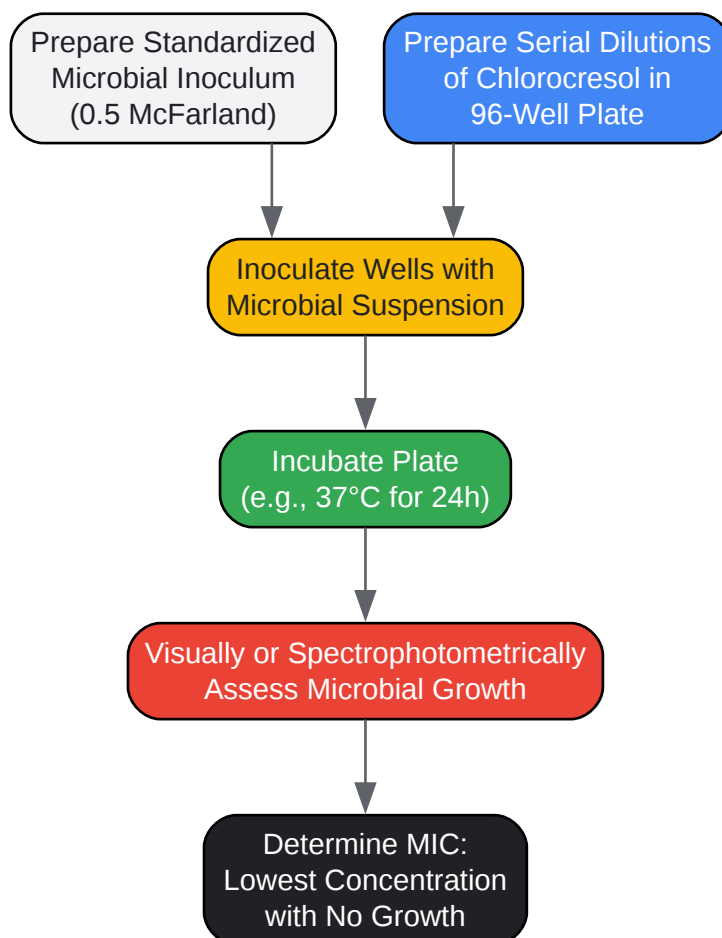 Prepare Standardized
Microbial Inoculum
(0.5 McFarland)
Prepare Serial Dilutions
of Chlorocresol in
96-Well Plate
Inoculate Wells with
Microbial Suspension
Incubate Plate
(e.g., 37°C for 24h)
Visually or Spectrophotometrically
Assess Microbial Growth
Determine MIC:
Lowest Concentration
with No Growth